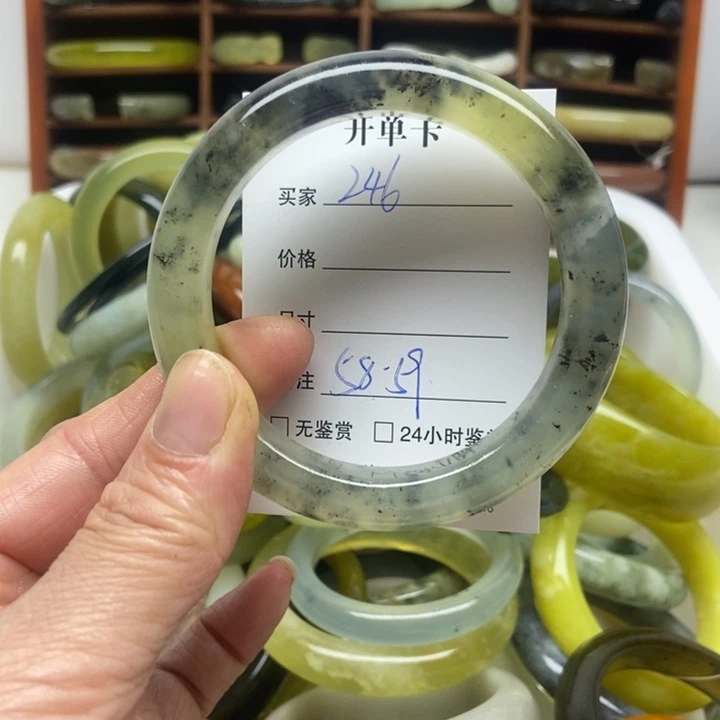 开单卡
买家 246
价格
尺寸
注 58-59
无鉴赏 24小时鉴